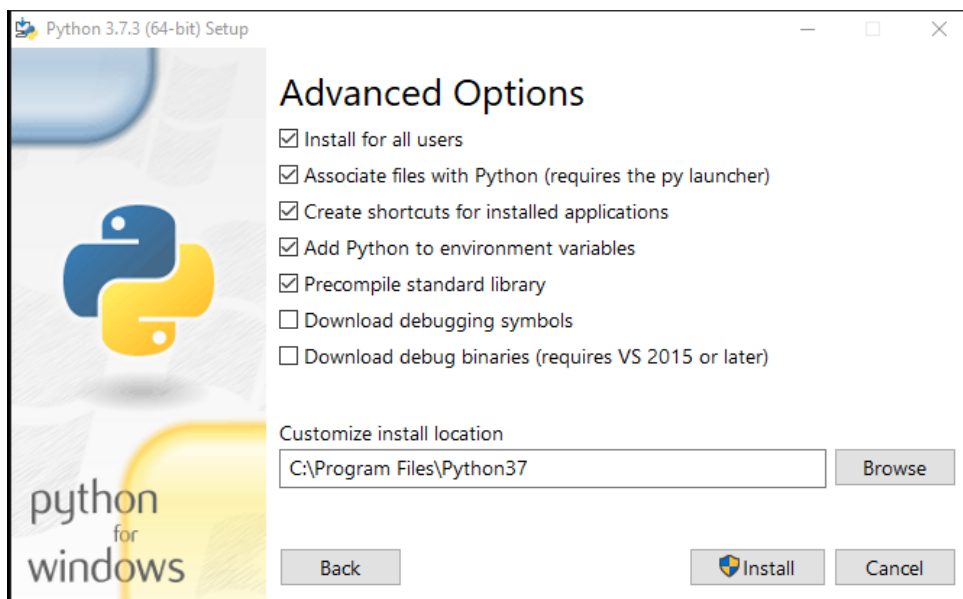 Python 3.7.3 (64-bit) Setup
Advanced Options
Install for all users
Associate files with Python (requires the py launcher)
Create shortcuts for installed applications
Add Python to environment variables
Precompile standard library
Download debugging symbols
Download debug binaries (requires VS 2015 or later)
Customize install location
C:\Program Files\Python37
Browse
python
for
windows
Back
Install
Cancel